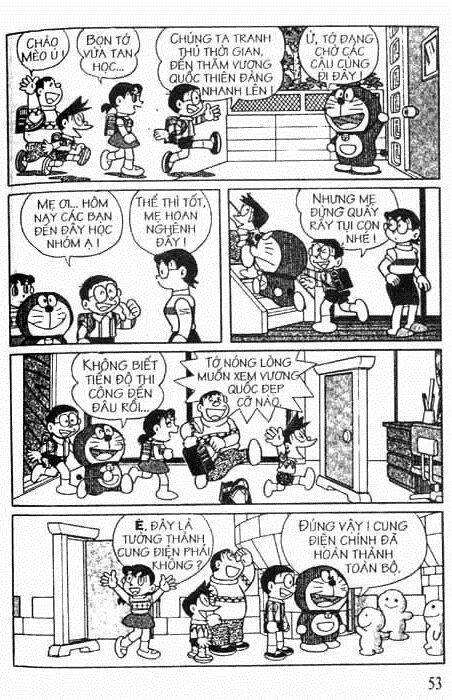 CHÀO
MÈO Ú !
BỌN TỚ
VỪA TAN
HỌC...
CHÚNG TA TRANH
THỦ THỜI GIAN,
ĐẾN THĂM VƯƠNG
QUỐC THIÊN ĐÀNG
NHANH LÊN !
Ừ, TỚ ĐANG
CHỜ CÁC
CẬU CÙNG
ĐI ĐÂY !
MẸ ƠI... HÔM
NAY CÁC BẠN
ĐẾN ĐÂY HỌC
NHÓM Ạ !
THẾ THÌ TỐT,
MẸ HOAN
NGHÊNH
ĐẤY !
NHƯNG MẸ
ĐỪNG QUẤY
RẦY TỤI CON
NHÉ !
KHÔNG BIẾT
TIẾN ĐỘ THI
CÔNG ĐẾN
ĐÂU RỒI...
TỚ NÓNG LÒNG
MUỐN XEM VƯƠNG
QUỐC ĐẸP
CỠ NÀO.
Ê, ĐÂY LÀ
TƯỜNG THÀNH
CUNG ĐIỆN PHẢI
KHÔNG ?
ĐÚNG VẬY ! CUNG
ĐIỆN CHÍNH ĐÃ
HOÀN THÀNH
TOÀN BỘ.
53